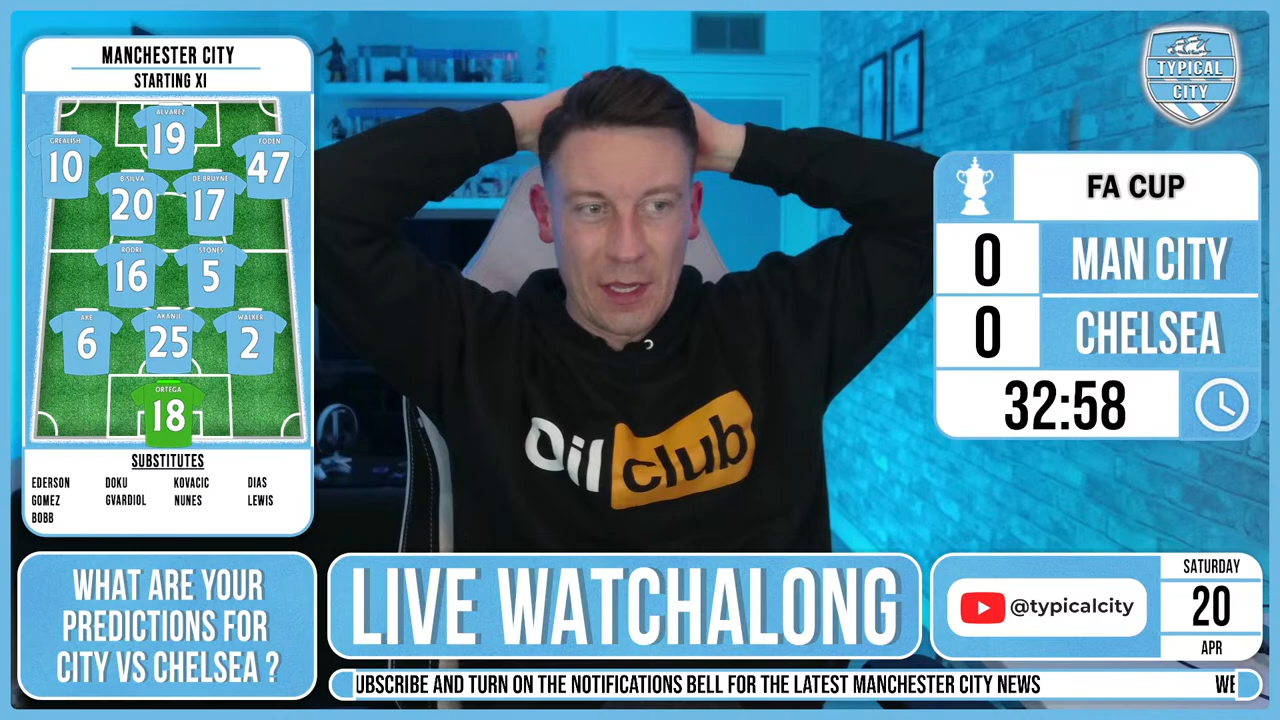 MANCHESTER CITY
STARTING XI
ALVAREZ
19
GREALISH
10
FODEN
47
B.SILVA
20
DE BRUYNE
17
RODRI
16
STONES
5
AKE
6
AKANJI
25
WALKER
2
ORTEGA
18
SUBSTITUTES
EDERSON DOKU KOVACIC DIAS
GOMEZ GVARDIOL NUNES LEWIS
BOBB
WHAT ARE YOUR
PREDICTIONS FOR
CITY VS CHELSEA ?
Oil club
TYPICAL
CITY
FA CUP
0 MAN CITY
0 CHELSEA
32:58
LIVE WATCHALONG
@typicalcity
SATURDAY
20
APR
UBSCRIBE AND TURN ON THE NOTIFICATIONS BELL FOR THE LATEST MANCHESTER CITY NEWS WE